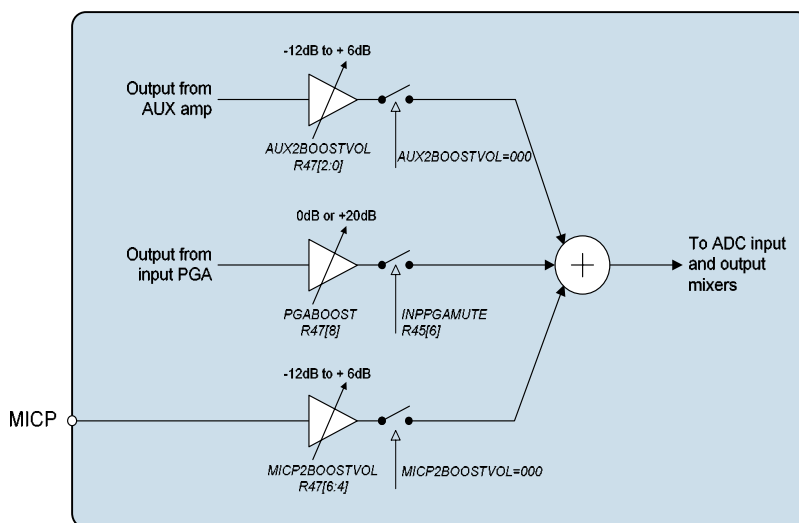 -12dB to + 6dB
Output from
AUX amp
AUX2BOOSTVOL
R47[2:0]
AUX2BOOSTVOL=000
0dB or +20dB
Output from
input PGA
To ADC input
and output
mixers
PGABOOST
R47[8]
INPPGAMUTE
R45[6]
-12dB to + 6dB
MICP
MICP2BOOSTVOL
R47[6:4]
MICP2BOOSTVOL=000